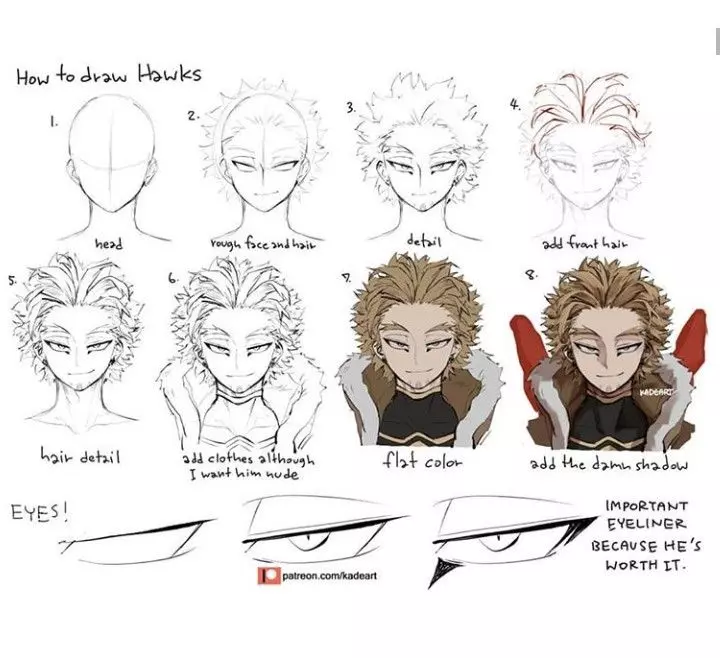 How to draw Hawks
1.
head
2.
rough face and hair
3.
detail
4.
add front hair
5.
hair detail
6.
add clothes although
I want him nude
7.
flat color
8.
KADEART
add the damn shadow
EYES!
patreon.com/kadeart
IMPORTANT
EYELINER
BECAUSE HE'S
WORTH IT.